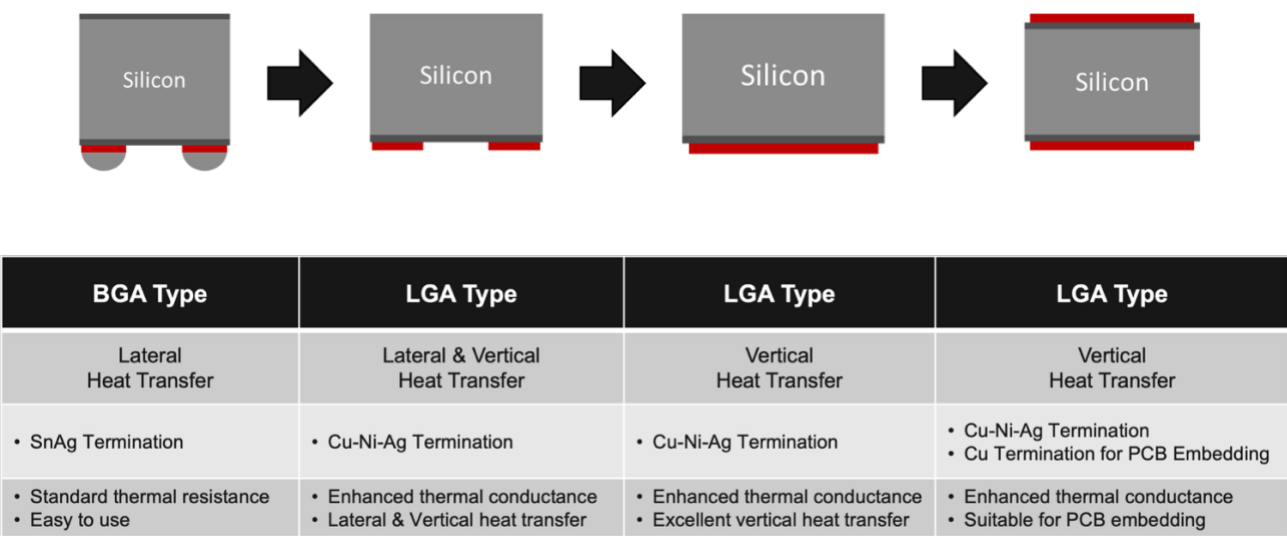 Silicon
Silicon
Silicon
Silicon
BGA Type
LGA Type
LGA Type
LGA Type
Lateral
Heat Transfer
Lateral & Vertical
Heat Transfer
Vertical
Heat Transfer
Vertical
Heat Transfer
• SnAg Termination
• Cu-Ni-Ag Termination
• Cu-Ni-Ag Termination
• Cu-Ni-Ag Termination
• Cu Termination for PCB Embedding
• Standard thermal resistance
• Easy to use
• Enhanced thermal conductance
• Lateral & Vertical heat transfer
• Enhanced thermal conductance
• Excellent vertical heat transfer
• Enhanced thermal conductance
• Suitable for PCB embedding